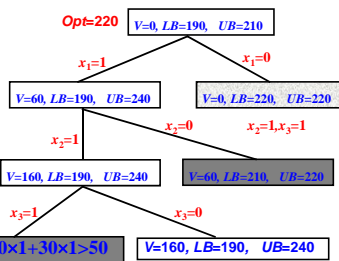 Opt=220
V=0, LB=190, UB=210
x₁=1
x₁=0
V=60, LB=190, UB=240
V=0, LB=220, UB=220
x₂=1
x₂=0
x₂=1,x₃=1
V=160, LB=190, UB=240
V=60, LB=210, UB=220
x₃=1
x₃=0
0×1+30×1>50
V=160, LB=190, UB=240